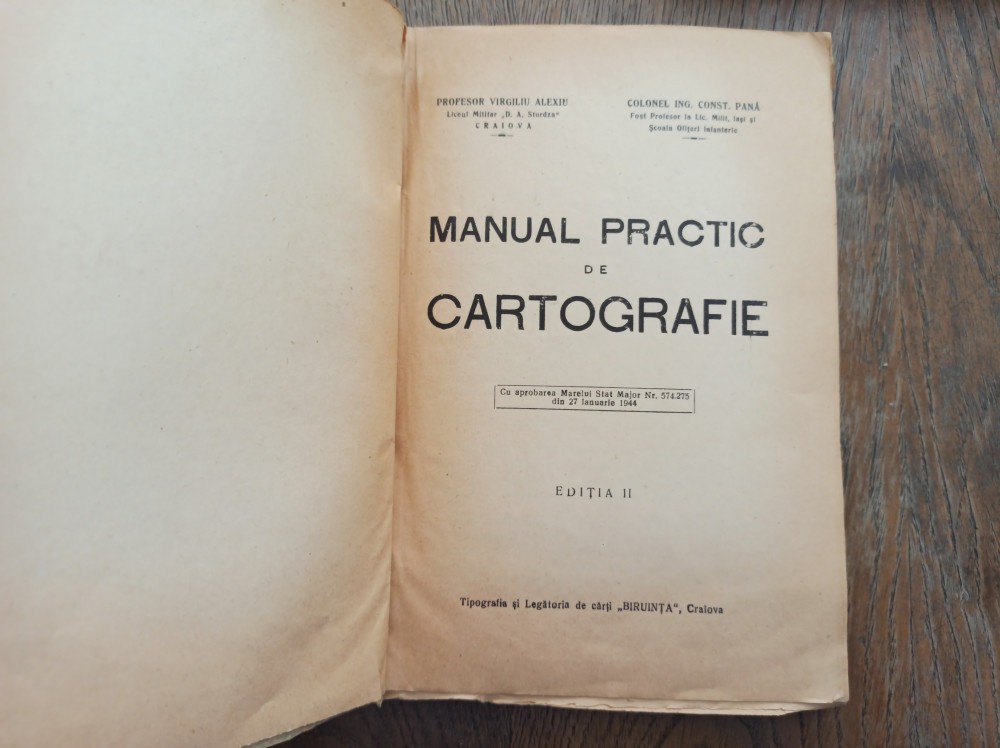 PROFESOR VIRGILIU ALEXIU
Liceul Militar „D. A. Sturdza"
CRAIOVA
COLONEL ING. CONST. PANĂ
Fost Profesor la Lic. Milit. Iași și
Școala Ofițeri Infanterie
MANUAL PRACTIC
DE
CARTOGRAFIE
Cu aprobarea Marelui Stat Major Nr. 574.275
din 27 Ianuarie 1944
EDIȚIA II
Tipografia și Legătoria de cărți „BIRUINȚA", Craiova